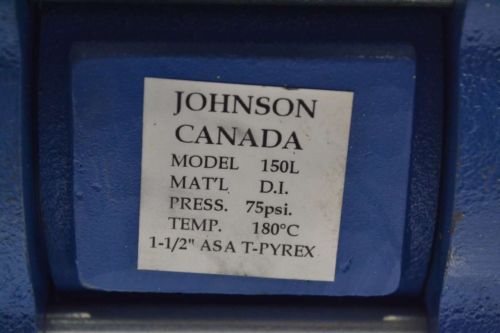 JOHNSON
CANADA
MODEL 150L
MAT'L D.I.
PRESS. 75psi.
TEMP. 180°C
1-1/2" ASA T-PYREX